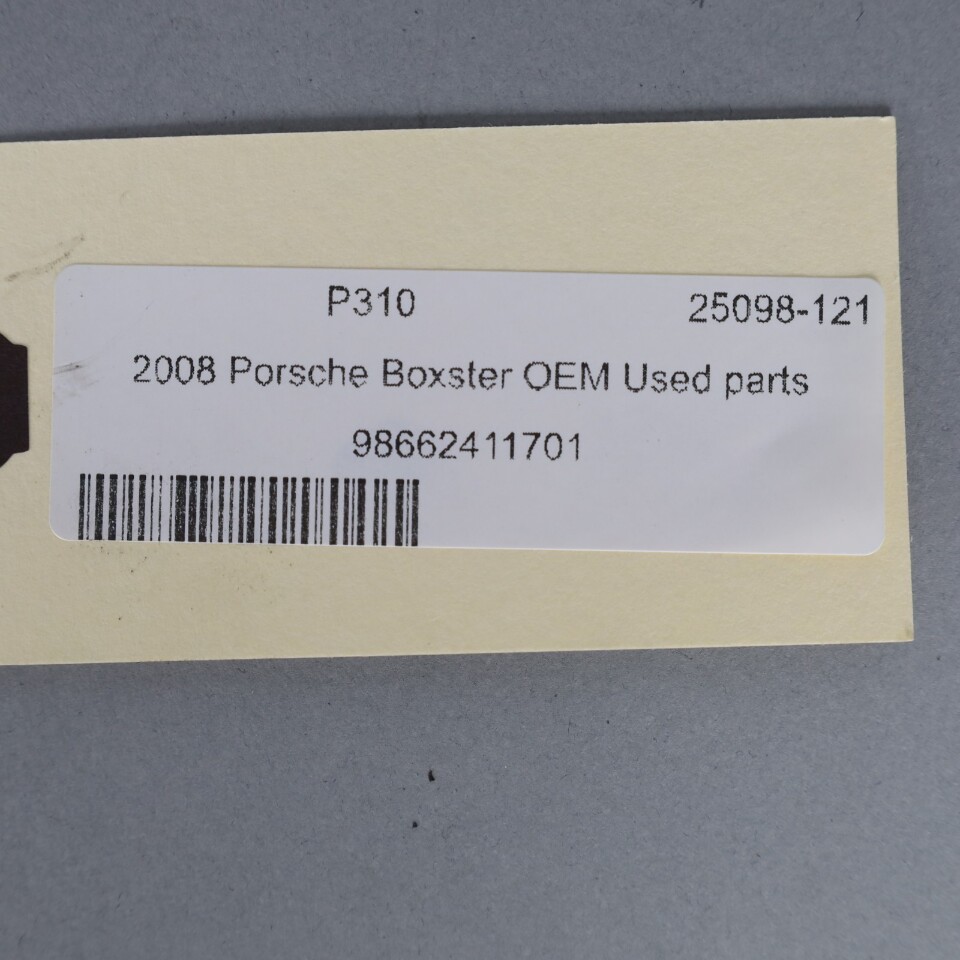 P310 25098-121
2008 Porsche Boxster OEM Used parts
98662411701